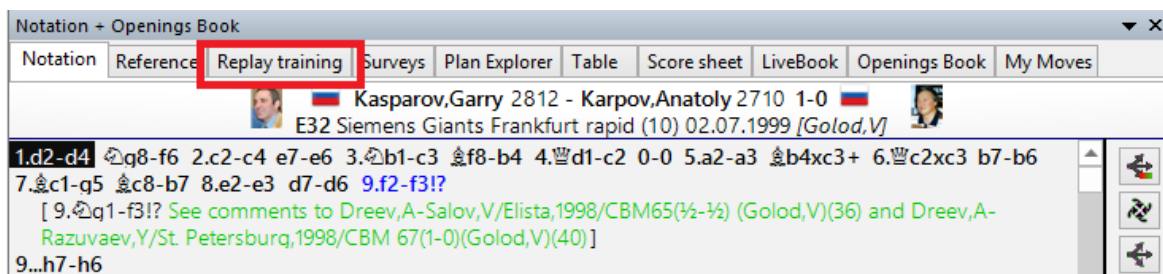 Notation + Openings Book
Notation Reference Replay training Surveys Plan Explorer Table Score sheet LiveBook Openings Book My Moves
Kasparov,Garry 2812 - Karpov,Anatoly 2710 1-0
E32 Siemens Giants Frankfurt rapid (10) 02.07.1999 [Golod,V]
1.d2-d4 ♘g8-f6 2.c2-c4 e7-e6 3.♘b1-c3 ♗f8-b4 4.♕d1-c2 0-0 5.a2-a3 ♗b4xc3+ 6.♕c2xc3 b7-b6
7.♗c1-g5 ♗c8-b7 8.e2-e3 d7-d6 9.f2-f3!?
[ 9.♘g1-f3!? See comments to Dreev,A-Salov,V/Elista,1998/CBM65(½-½) (Golod,V)(36) and Dreev,A-
Razuvaev,Y/St. Petersburg,1998/CBM 67(1-0)(Golod,V)(40) ]
9...h7-h6